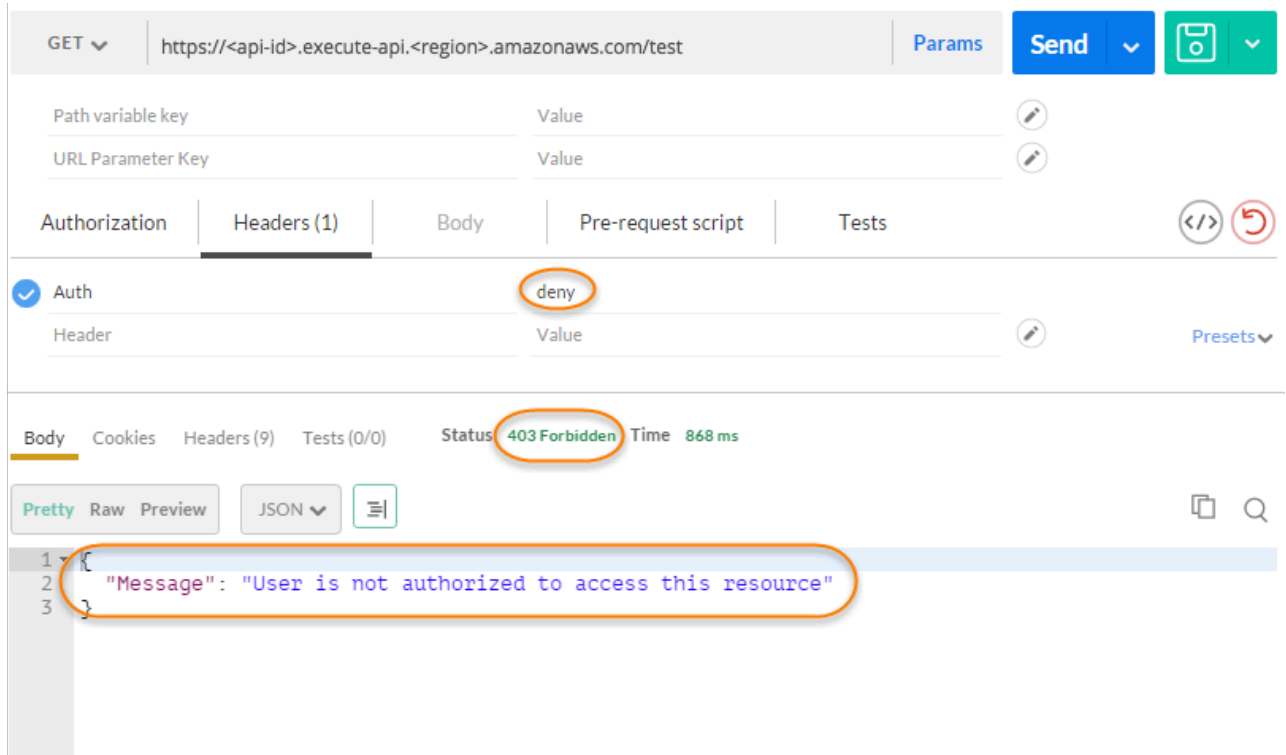 GET https://<api-id>.execute-api.<region>.amazonaws.com/test Params Send
Path variable key Value
URL Parameter Key Value
Authorization Headers (1) Body Pre-request script Tests </>
Auth deny
Header Value Presets
Body Cookies Headers (9) Tests (0/0) Status 403 Forbidden Time 868 ms
Pretty Raw Preview JSON
1 {
2 "Message": "User is not authorized to access this resource"
3 }